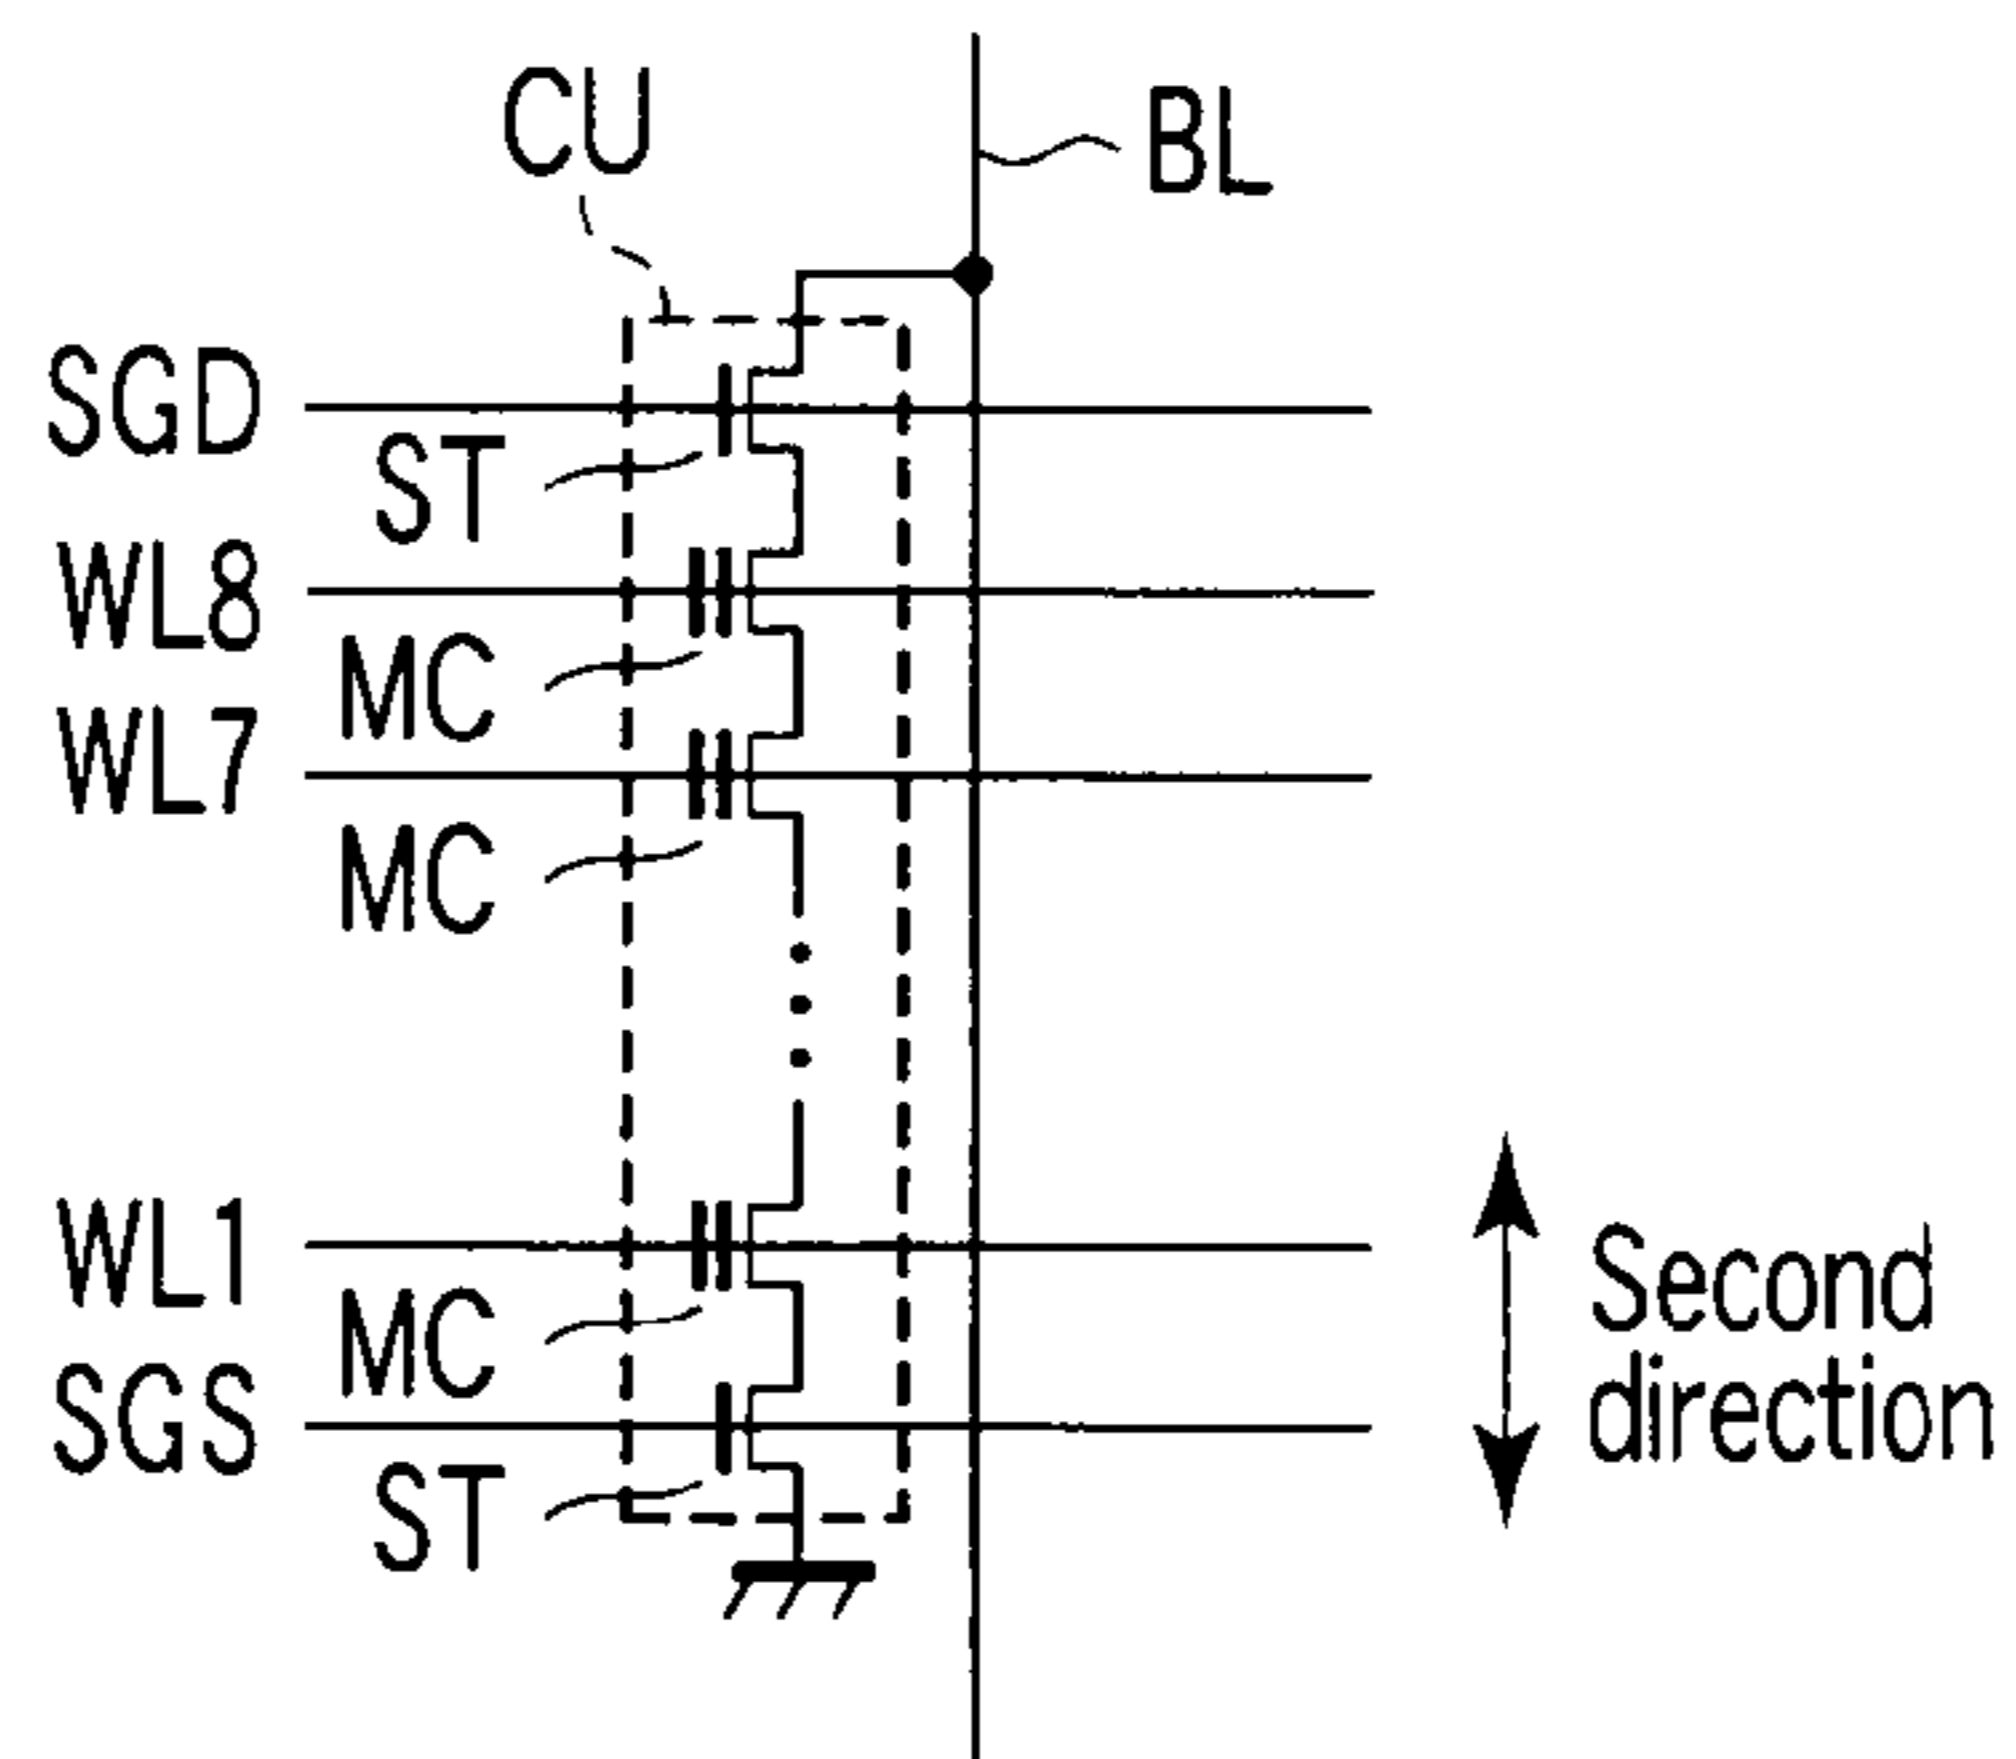 CU
BL
SGD
ST
WL8
MC
WL7
MC
WL1
MC
SGS
ST
Second
direction